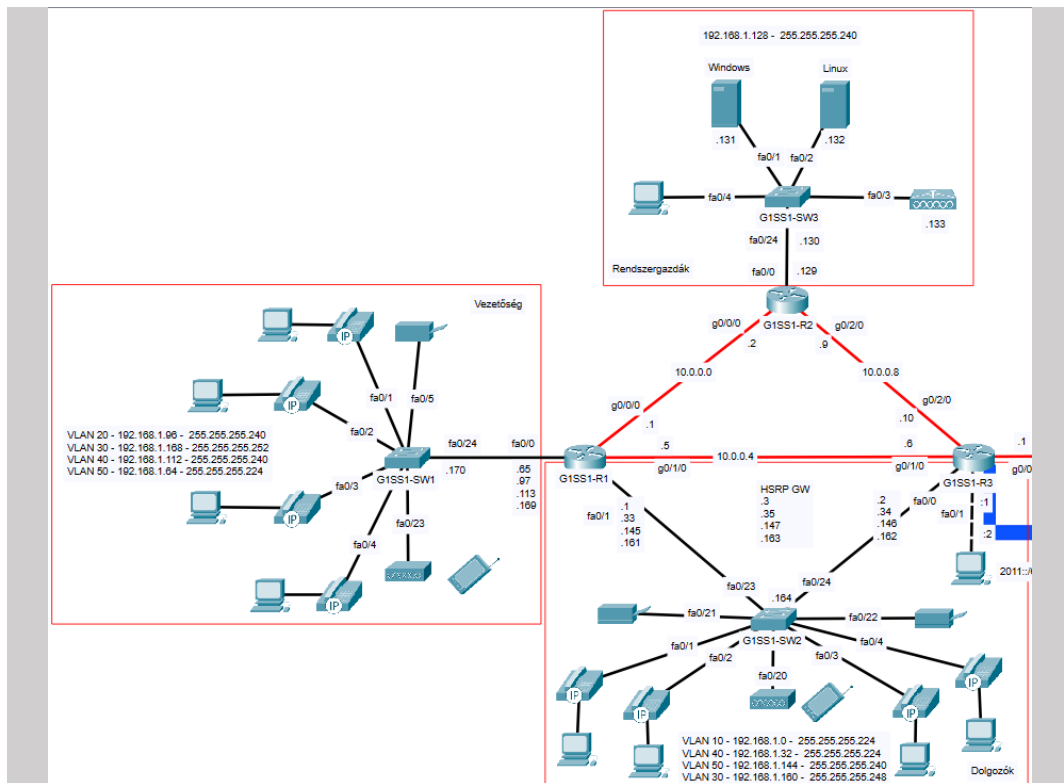 192.168.1.128 - 255.255.255.240
Windows
Linux
.131
.132
fa0/1
fa0/2
fa0/4
fa0/3
G1SS1-SW3
.133
fa0/24
.130
Rendszergazdák
fa0/0
.129
G1SS1-R2
g0/0/0
g0/2/0
.2
.9
10.0.0.0
10.0.0.8
g0/0/0
g0/2/0
.1
.10
Vezetőség
IP
fa0/1
fa0/5
IP
fa0/2
VLAN 20 - 192.168.1.96 - 255.255.255.240
VLAN 30 - 192.168.1.168 - 255.255.255.252
VLAN 40 - 192.168.1.112 - 255.255.255.240
VLAN 50 - 192.168.1.64 - 255.255.255.224
fa0/24
fa0/0
.170
G1SS1-SW1
.65
.97
.113
.169
fa0/3
IP
fa0/23
fa0/4
IP
.5
10.0.0.4
.6
.1
G1SS1-R1
g0/1/0
g0/1/0
G1SS1-R3
HSRP GW
.3
.35
.147
.163
fa0/1
.1
.33
.145
.161
.2
.34
.146
.162
fa0/0
fa0/1
:1
:2
fa0/23
fa0/24
.164
fa0/21
fa0/22
G1SS1-SW2
fa0/1
fa0/2
fa0/3
fa0/4
fa0/20
IP
IP
IP
IP
VLAN 10 - 192.168.1.0 - 255.255.255.224
VLAN 40 - 192.168.1.32 - 255.255.255.224
VLAN 50 - 192.168.1.144 - 255.255.255.240
VLAN 30 - 192.168.1.160 - 255.255.255.248
Dolgozók